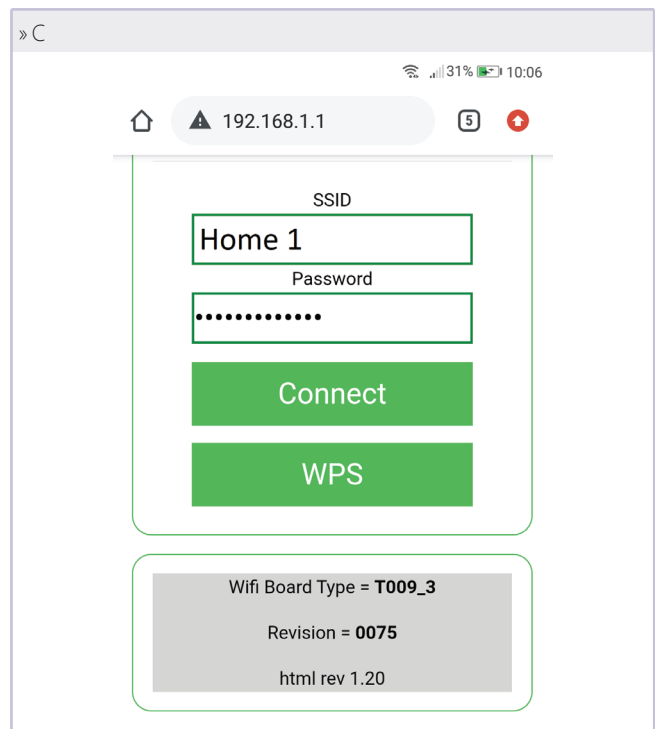 » C
31% 10:06
192.168.1.1 5
SSID
Home 1
Password
•••••••••••••
Connect
WPS
Wifi Board Type = T009_3
Revision = 0075
html rev 1.20